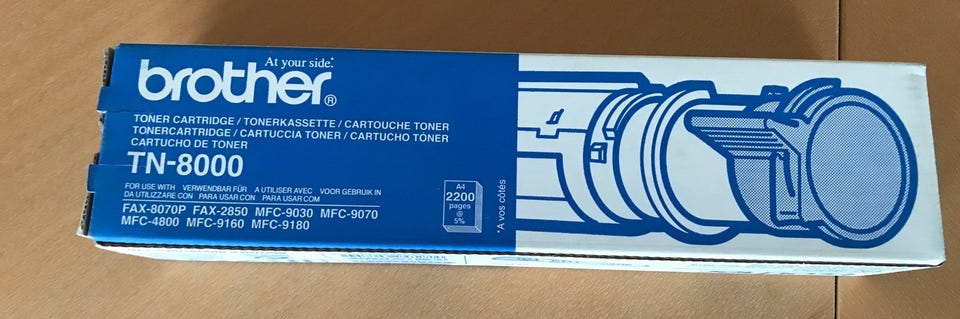 At your side.*
brother®
TONER CARTRIDGE / TONERKASSETTE / CARTOUCHE TONER
TONERCARTRIDGE / CARTUCCIA TONER / CARTUCHO TÓNER
CARTUCHO DE TONER
TN-8000
FOR USE WITH VERWENDBAR FÜR A UTILISER AVEC VOOR GEBRUIK IN
DA UTILIZZARE CON PARA USAR CON PARA USAR COM
FAX-8070P FAX-2850 MFC-9030 MFC-9070
MFC-4800 MFC-9160 MFC-9180
A4
2200
pages
@
5%
*A vos côtés